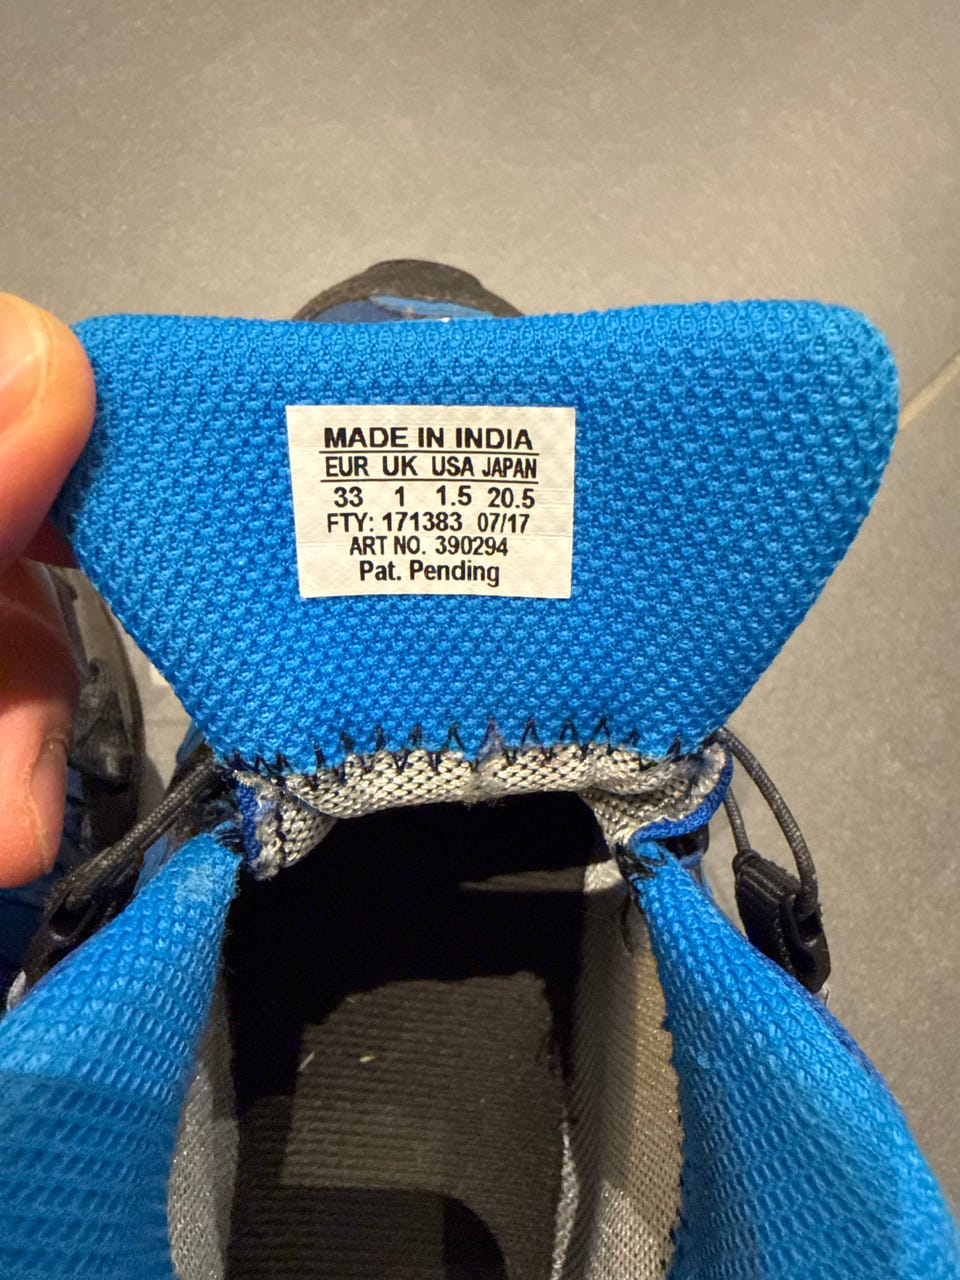 MADE IN INDIA
EUR UK USA JAPAN
33 1 1.5 20.5
FTY: 171383 07/17
ART NO. 390294
Pat. Pending